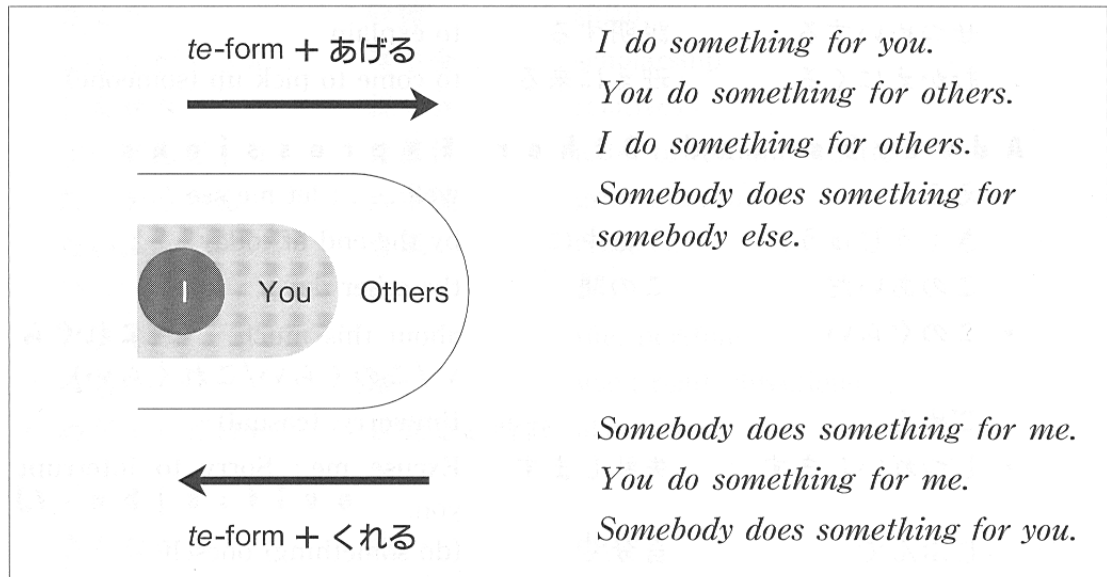 te-form + あげる
I do something for you.
You do something for others.
I do something for others.
Somebody does something for
somebody else.
I You Others
Somebody does something for me.
You do something for me.
Somebody does something for you.
te-form + くれる